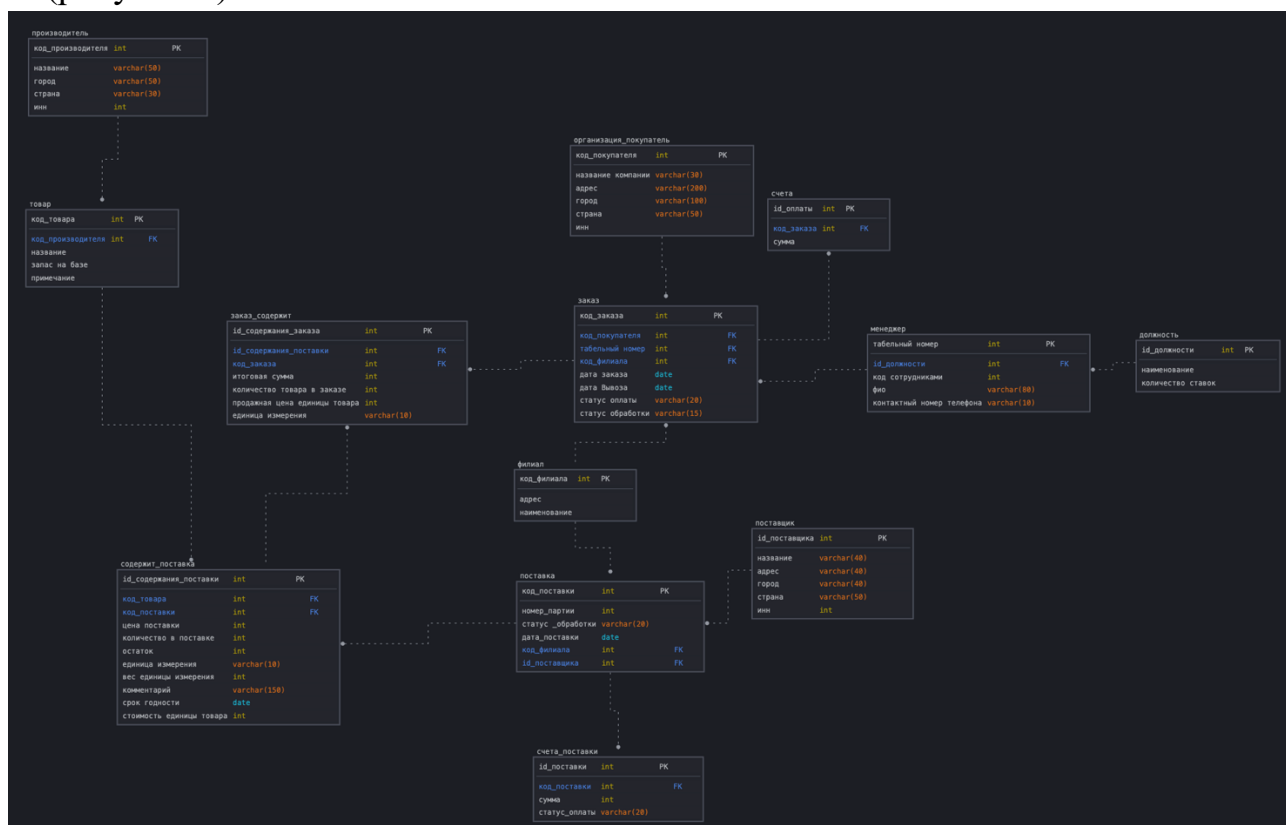 производитель
код_производителя int PK
название varchar(50)
город varchar(50)
страна varchar(30)
инн int
товар
код_товара int PK
код_производителя int FK
название
запас на базе
примечание
организация_покупатель
код_покупателя int PK
название компании varchar(30)
адрес varchar(200)
город varchar(100)
страна varchar(50)
инн
счета
id_оплаты int PK
код_заказа int FK
сумма
заказ_содержит
id_содержания_заказа int PK
id_содержания_поставки int FK
код_заказа int FK
итоговая сумма int
количество товара в заказе int
продажная цена единицы товара int
единица измерения varchar(10)
заказ
код_заказа int PK
код_покупателя int FK
табельный номер int FK
код_филиала int FK
дата заказа date
дата Вывоза date
статус оплаты varchar(20)
статус обработки varchar(15)
менеджер
табельный номер int PK
id_должности int FK
код сотрудниками int
фио varchar(80)
контактный номер телефона varchar(10)
должность
id_должности int PK
наименование
количество ставок
филиал
код_филиала int PK
адрес
наименование
содержит_поставка
id_содержания_поставки int PK
код_товара int FK
код_поставки int FK
цена поставки int
количество в поставке int
остаток int
единица измерения varchar(10)
вес единицы измерения int
комментарий varchar(150)
срок годности date
стоимость единицы товара int
поставка
код_поставки int PK
номер_партии int
статус _обработки varchar(20)
дата_поставки date
код_филиала int FK
id_поставщика int FK
поставщик
id_поставщика int PK
название varchar(40)
адрес varchar(40)
город varchar(40)
страна varchar(50)
инн int
счета_поставки
id_поставки int PK
код_поставки int FK
сумма int
статус_оплаты varchar(20)